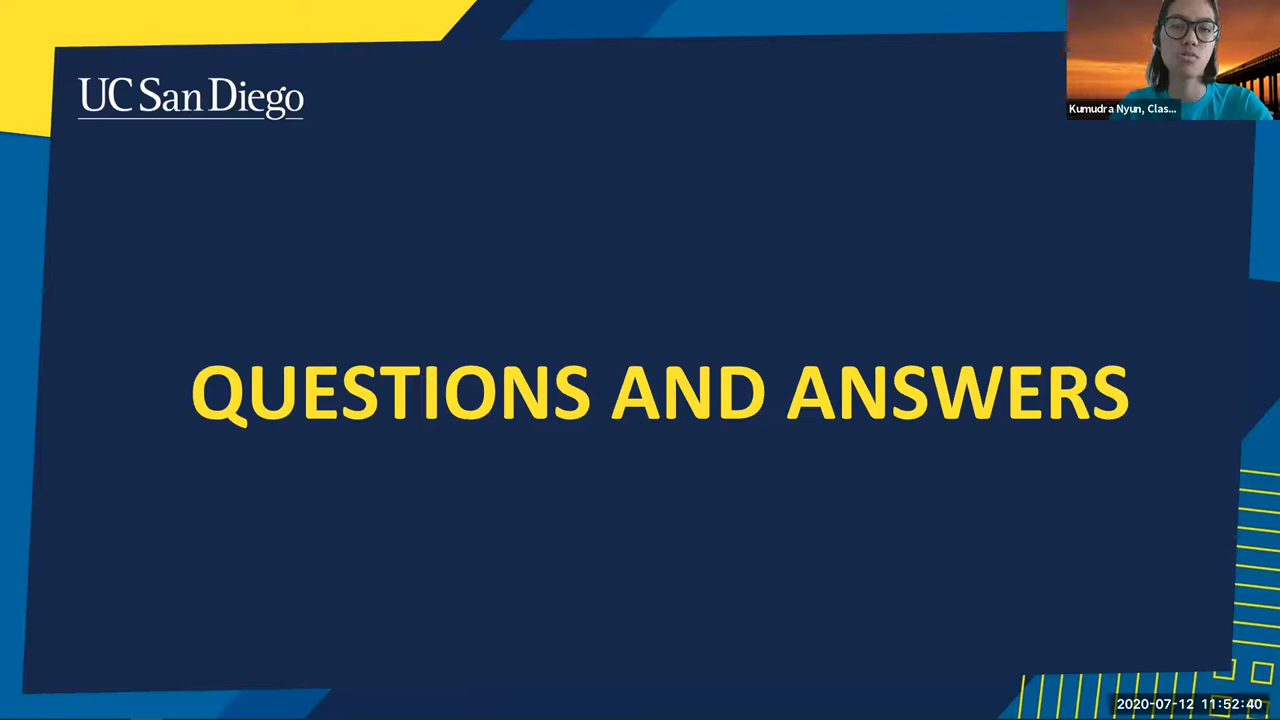 UC San Diego
Kumudra Nyun, Clas...
QUESTIONS AND ANSWERS
2020-07-12 11:52:40